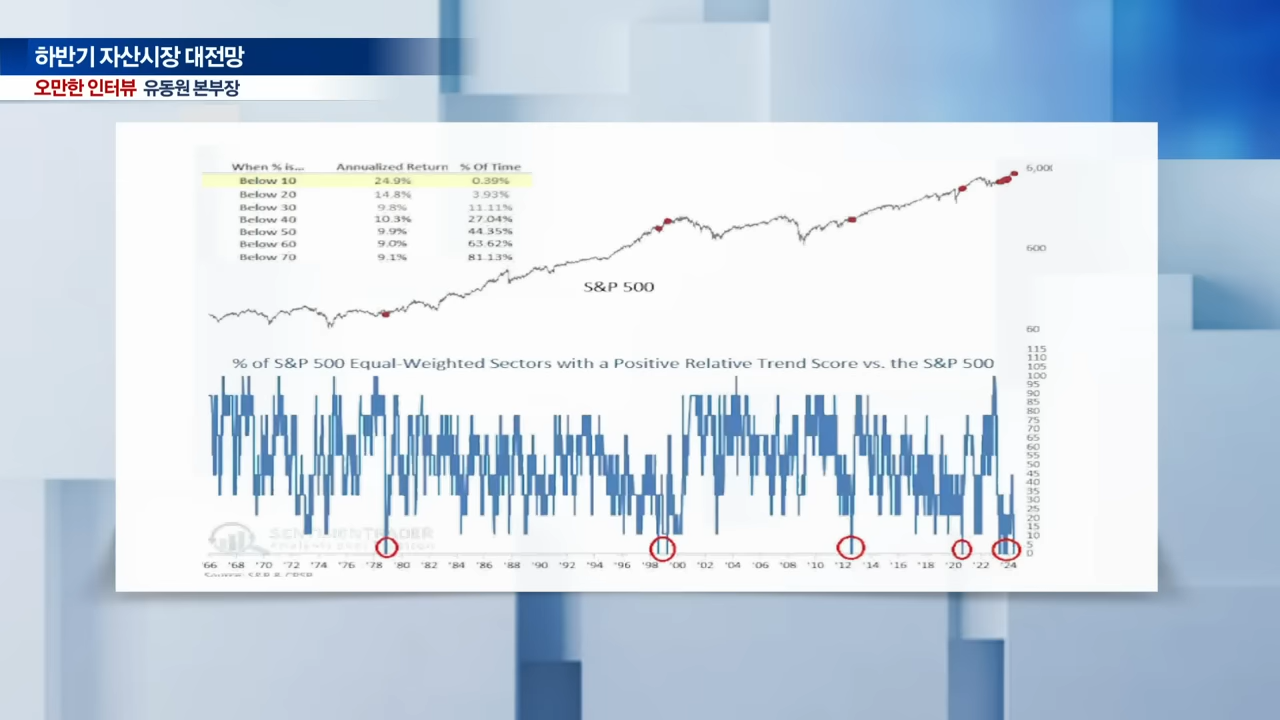 하반기 자산시장 대전망
오만한 인터뷰 유동원 본부장
When % is... Annualized Return % Of Time
Below 10 24.9% 0.39%
Below 20 14.8% 3.93%
Below 30 9.8% 11.11%
Below 40 10.3% 27.04%
Below 50 9.9% 44.35%
Below 60 9.0% 63.62%
Below 70 9.1% 81.13%
6,000
600
S&P 500
60
% of S&P 500 Equal-Weighted Sectors with a Positive Relative Trend Score vs. the S&P 500
115
110
105
100
95
90
85
80
75
70
65
60
55
50
45
40
35
30
25
20
15
10
5
0
SENTIMENTRADER
'66 '68 '70 '72 '74 '76 '78 '80 '82 '84 '86 '88 '90 '92 '94 '96 '98 '00 '02 '04 '06 '08 '10 '12 '14 '16 '18 '20 '22 '24
Source: S&P & CRSP